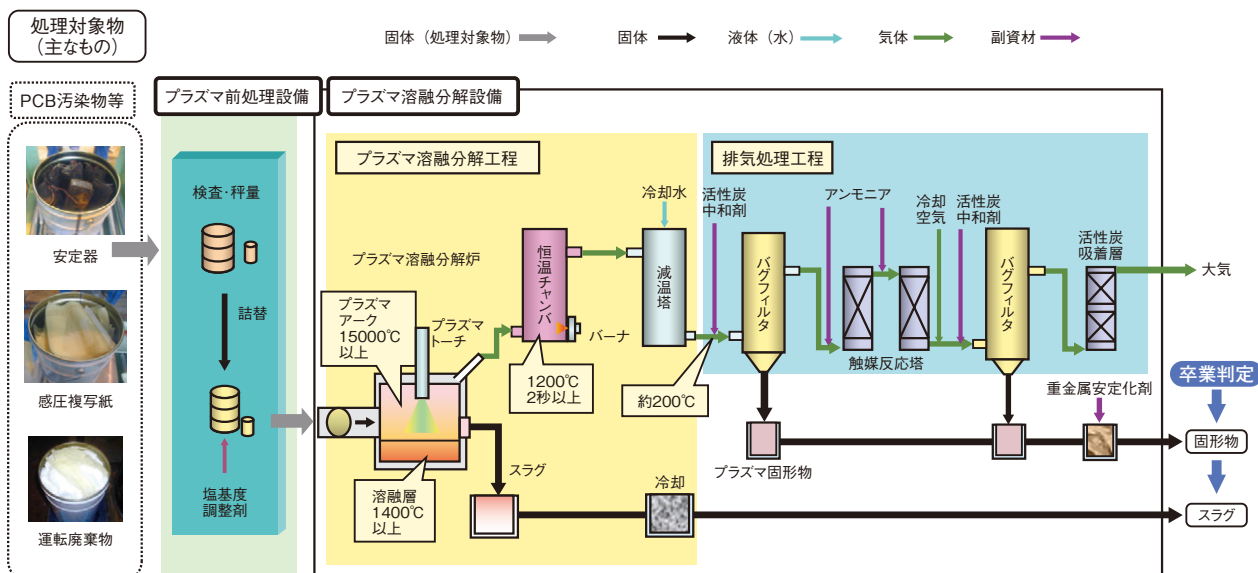 処理対象物
（主なもの）
固体（処理対象物）
固体
液体（水）
気体
副資材
PCB汚染物等
プラズマ前処理設備
プラズマ溶融分解設備
安定器
感圧複写紙
運転廃棄物
検査・秤量
詰替
塩基度
調整剤
プラズマ溶融分解工程
プラズマ溶融分解炉
プラズマ
アーク
15000℃
以上
プラズマ
トーチ
溶融層
1400℃
以上
恒温チャンバ
バーナ
1200℃
2秒以上
冷却水
減温塔
約200℃
スラグ
冷却
排気処理工程
活性炭
中和剤
バグフィルタ
アンモニア
触媒反応塔
冷却
空気
活性炭
中和剤
バグフィルタ
活性炭
吸着層
大気
プラズマ固形物
重金属安定化剤
卒業判定
固形物
スラグ